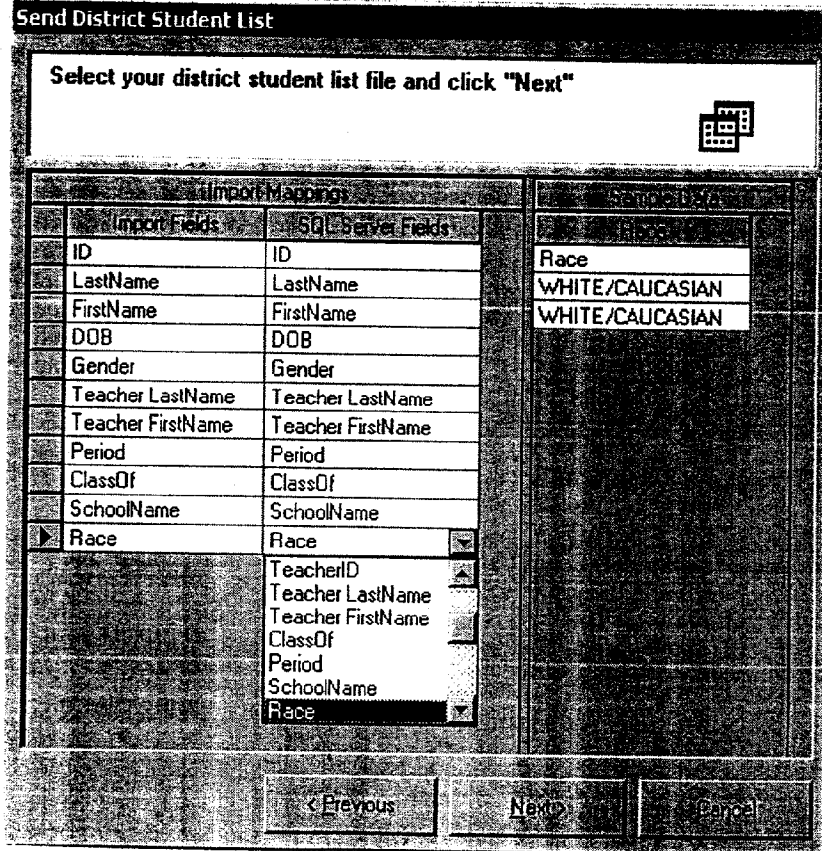 Send District Student List
Select your district student list file and click "Next"
Import Mappings
Sample Data
Import Fields SQL Server Fields
Race
ID ID
LastName LastName
FirstName FirstName
DOB DOB
Gender Gender
Teacher LastName Teacher LastName
Teacher FirstName Teacher FirstName
Period Period
ClassOf ClassOf
SchoolName SchoolName
Race Race
TeacherID
Teacher LastName
Teacher FirstName
ClassOf
Period
SchoolName
Race
Race
WHITE/CAUCASIAN
WHITE/CAUCASIAN
< Previous Next > Cancel